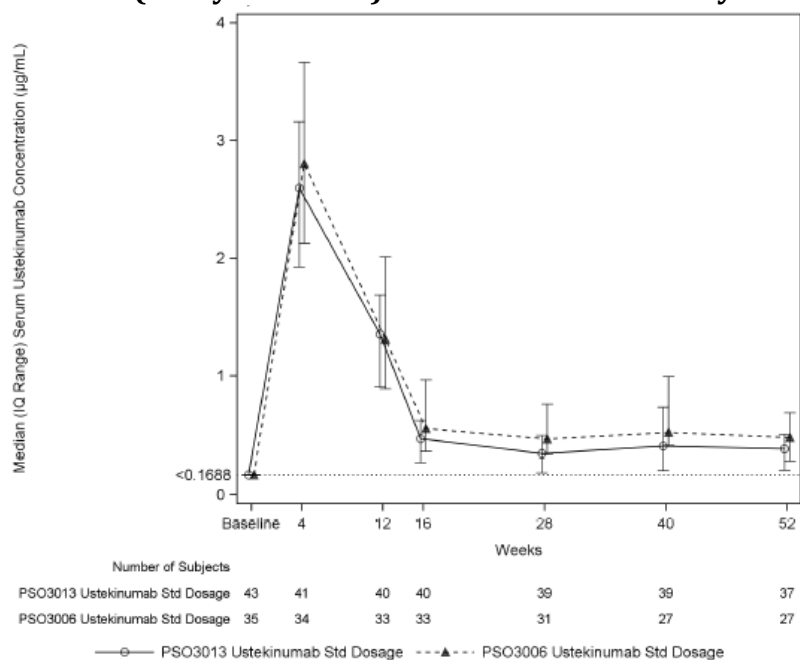 4
Median (IQ Range) Serum Ustekinumab Concentration (µg/mL)
3
2
1
<0.1688
0
Baseline 4 12 16 28 40 52
Weeks
Number of Subjects
PSO3013 Ustekinumab Std Dosage 43 41 40 40 39 39 37
PSO3006 Ustekinumab Std Dosage 35 34 33 33 31 27 27
PSO3013 Ustekinumab Std Dosage PSO3006 Ustekinumab Std Dosage